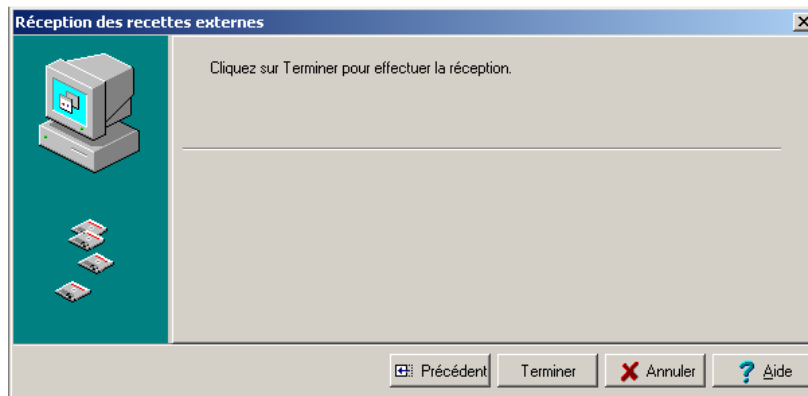 Réception des recettes externes
Cliquez sur Terminer pour effectuer la réception.
Précédent Terminer Annuler Aide